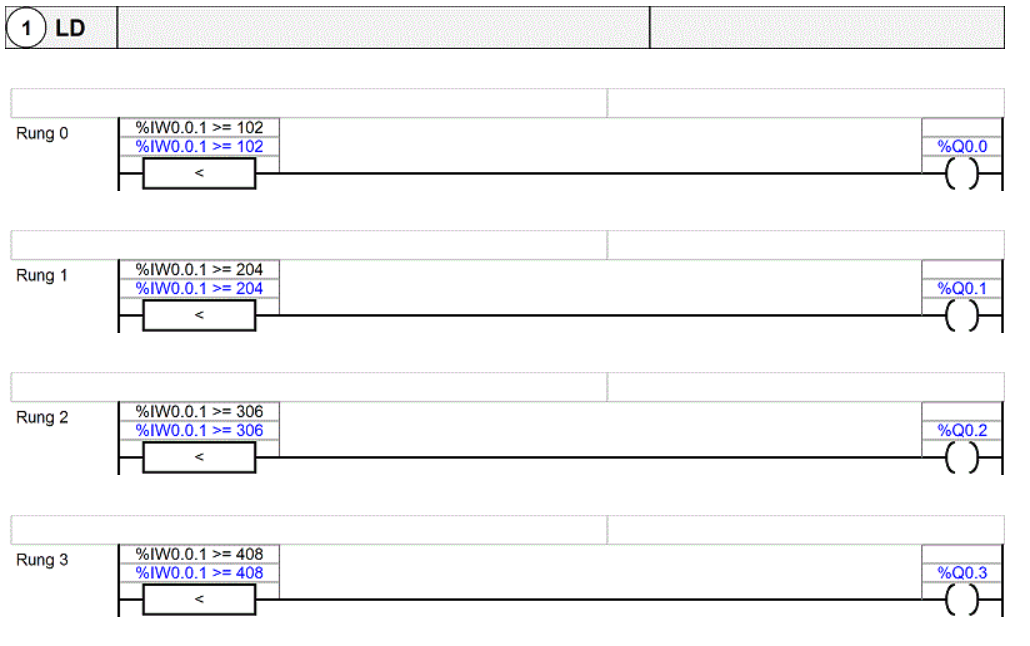 1 LD
Rung 0
%IW0.0.1 >= 102
%IW0.0.1 >= 102
%Q0.0
<
Rung 1
%IW0.0.1 >= 204
%IW0.0.1 >= 204
%Q0.1
<
Rung 2
%IW0.0.1 >= 306
%IW0.0.1 >= 306
%Q0.2
<
Rung 3
%IW0.0.1 >= 408
%IW0.0.1 >= 408
%Q0.3
<